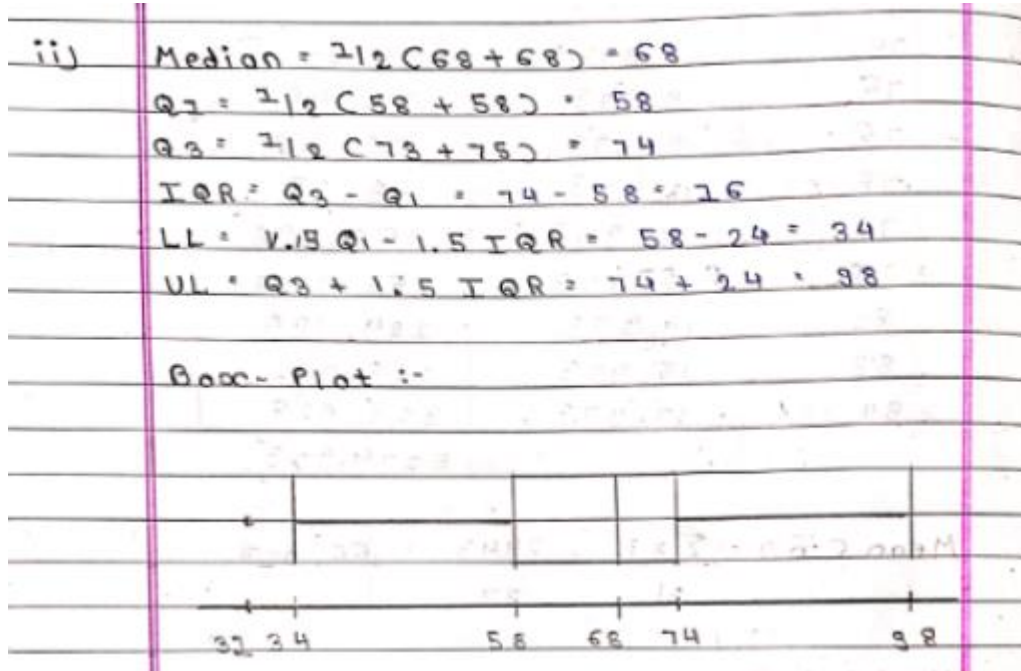 ii) Median = 1/2 (68 + 68) = 68
Q1 = 1/2 (58 + 58) = 58
Q3 = 1/2 (73 + 75) = 74
IQR = Q3 - Q1 = 74 - 58 = 16
LL = Q1 - 1.5 IQR = 58 - 24 = 34
UL = Q3 + 1.5 IQR = 74 + 24 = 98
Box- Plot :-
32 34 58 68 74 98